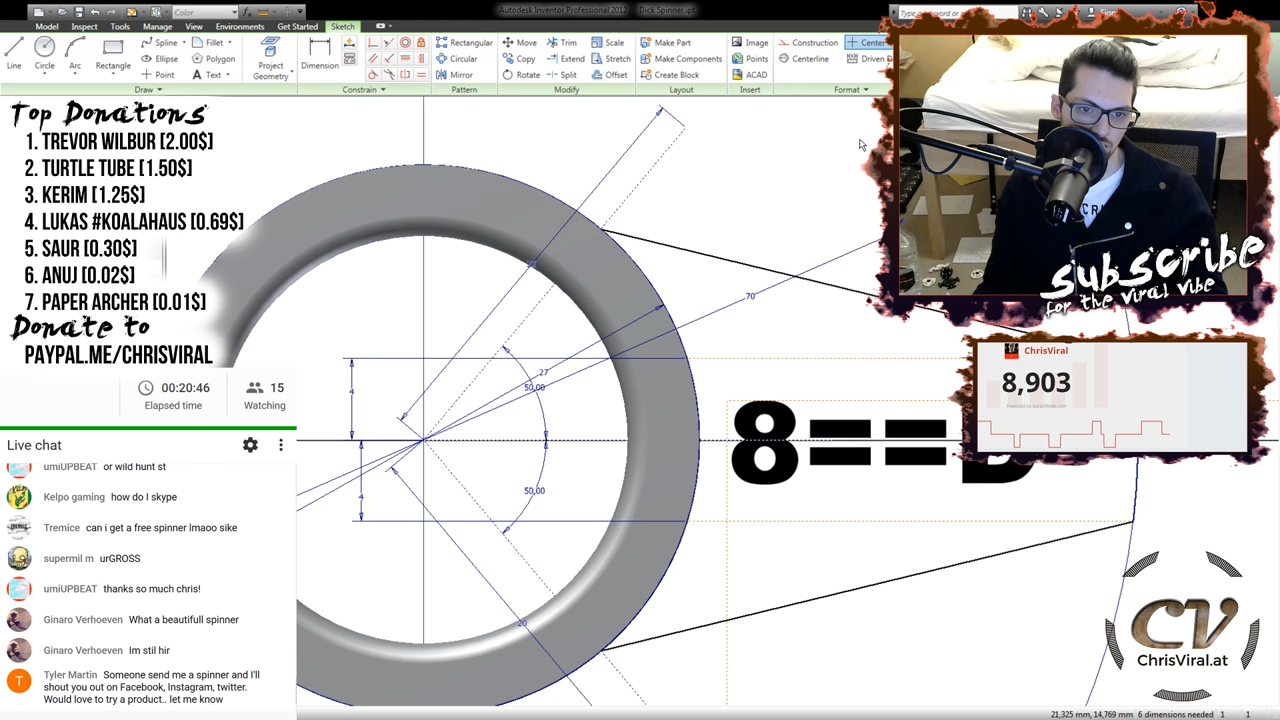 Autodesk Inventor Professional 2012 Dick Spinner.ipt
Type a keyword or phrase
Color
Model Inspect Tools Manage View Environments Get Started Sketch
Line Circle Arc Rectangle
Spline Fillet
Ellipse Polygon
Point Text
Project
Geometry
Dimension
Rectangular
Circular
Mirror
Move Trim Scale
Copy Extend Stretch
Rotate Split Offset
Make Part
Make Components
Create Block
Image
Points
ACAD
Construction
Centerline
Center
Driven
Draw Constrain Pattern Modify Layout Insert Format
Top Donations
1. TREVOR WILBUR [2.00$]
2. TURTLE TUBE [1.50$]
3. KERIM [1.25$]
4. LUKAS #KOALAHAUS [0.69$]
5. SAUR [0.30$]
6. ANUJ [0.02$]
7. PAPER ARCHER [0.01$]
Donate to
PAYPAL.ME/CHRISVIRAL
00:20:46
Elapsed time
15
Watching
Live chat
umiUPBEAT or wild hunt st
Kelpo gaming how do I skype
Tremice can i get a free spinner lmaoo sike
supermil m urGROSS
umiUPBEAT thanks so much chris!
Ginaro Verhoeven What a beautifull spinner
Ginaro Verhoeven Im stil hir
T
Tyler Martin Someone send me a spinner and I'll
shout you out on Facebook, Instagram, twitter.
Would love to try a product.. let me know
70
27
50,00
4
4
50,00
20
8===D
Subscribe
for the viral vibe
ChrisViral
8,903
CV
ChrisViral.at
21,325 mm, 14,769 mm 6 dimensions needed 1 1